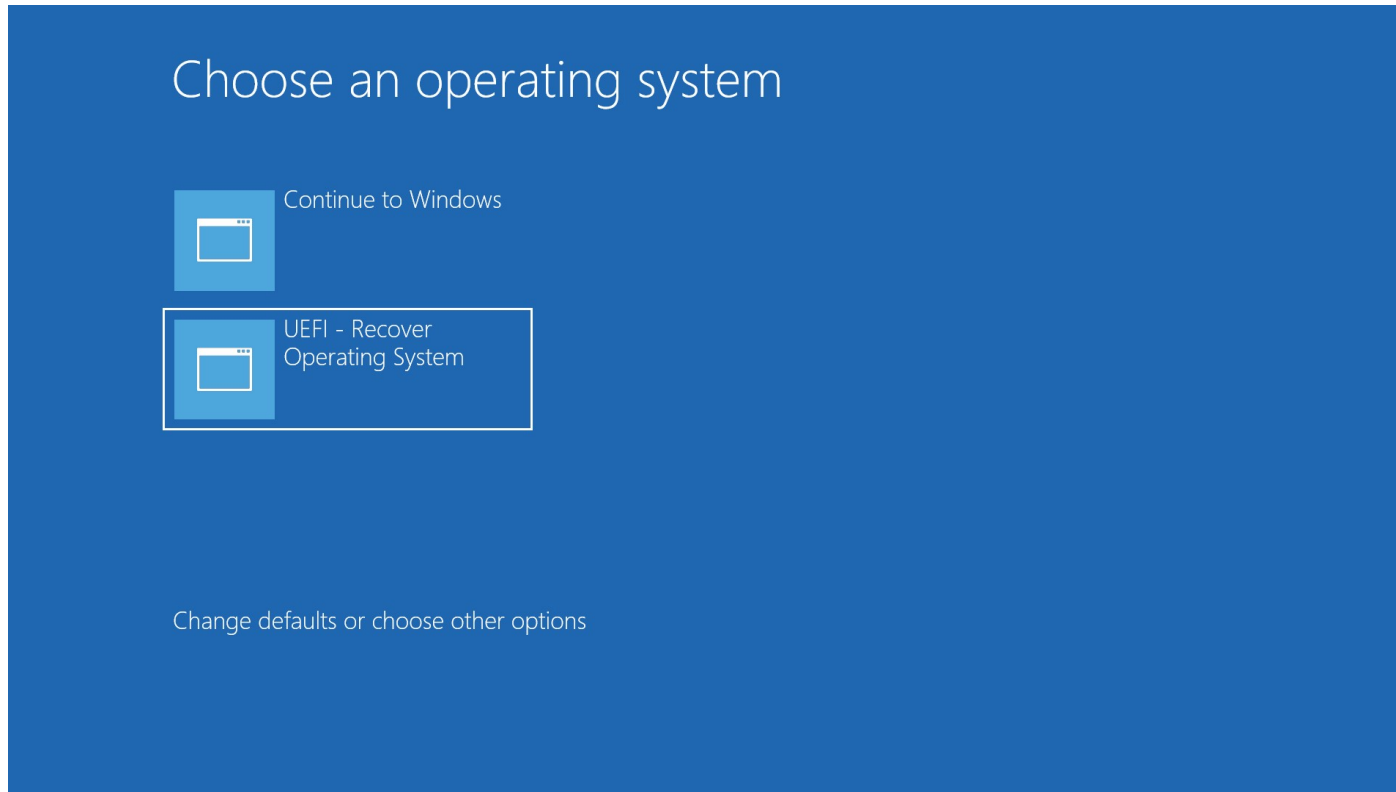 Choose an operating system
Continue to Windows
UEFI - Recover
Operating System
Change defaults or choose other options